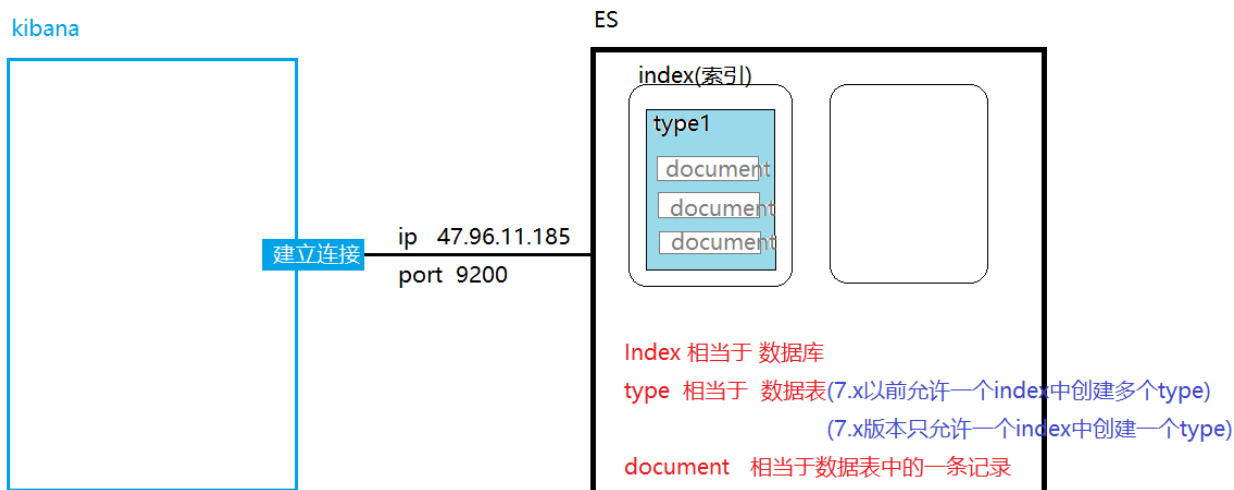 kibana
ES
index(索引)
type1
document
document
document
建立连接
ip 47.96.11.185
port 9200
Index 相当于 数据库
type 相当于 数据表(7.x以前允许一个index中创建多个type)
(7.x版本只允许一个index中创建一个type)
document 相当于数据表中的一条记录